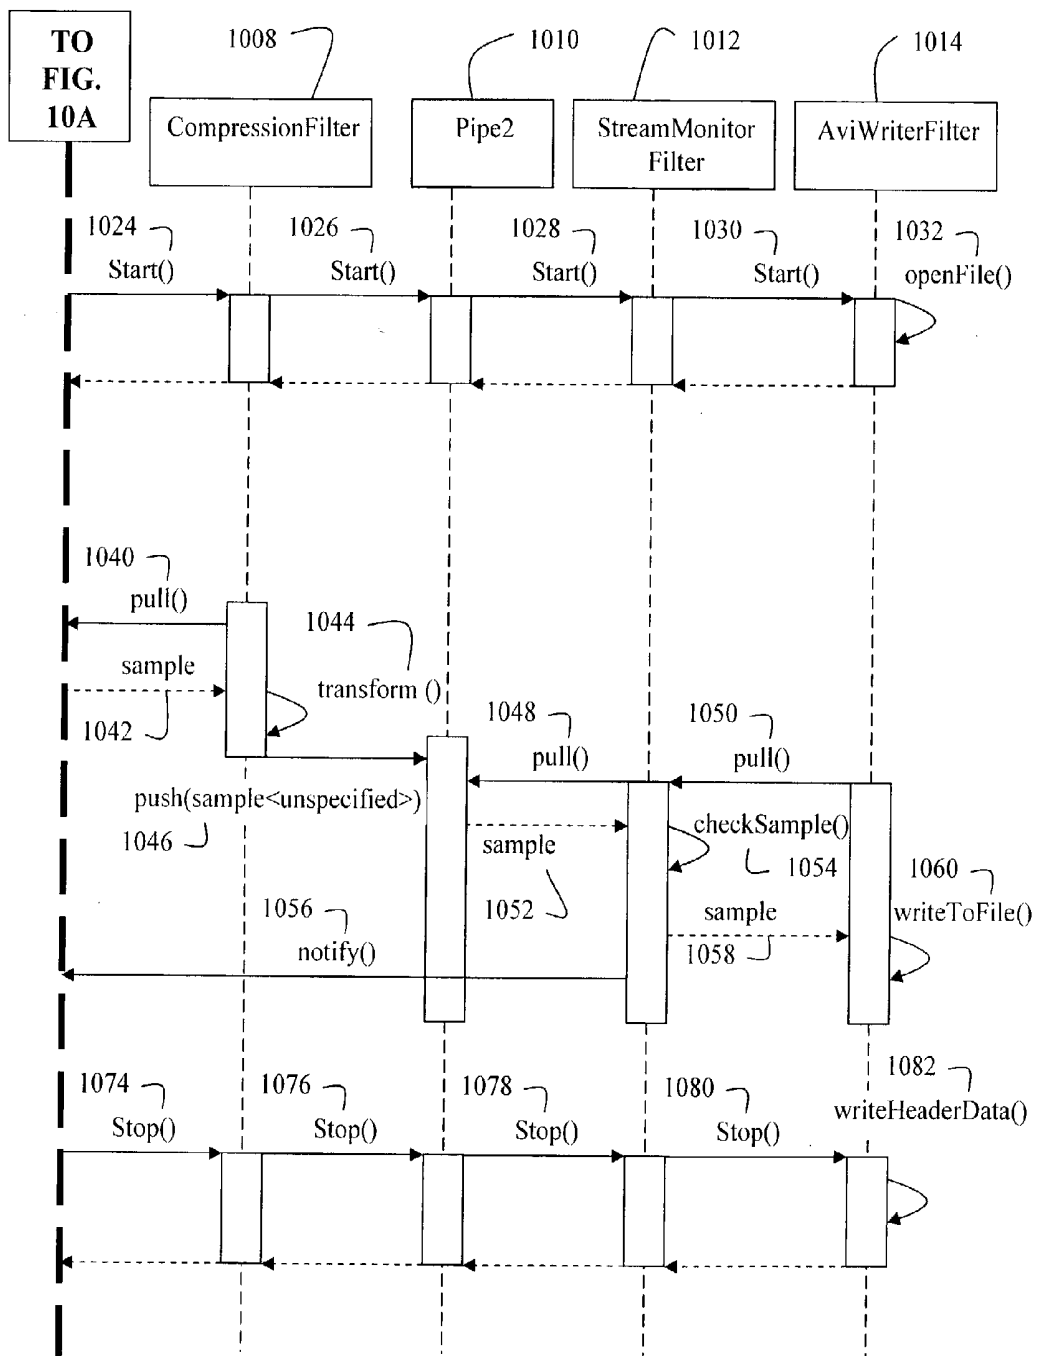 TO
FIG.
10A
1008
1010
1012
1014
CompressionFilter
Pipe2
StreamMonitor
Filter
AviWriterFilter
1024
1026
1028
1030
1032
Start()
Start()
Start()
Start()
openFile()
1040
pull()
1044
sample
transform ()
1042
1048
1050
pull()
pull()
push(sample<unspecified>)
1046
sample
checkSample()
1054
1052
1056
notify()
sample
1058
1060
writeToFile()
1074
1076
1078
1080
1082
Stop()
Stop()
Stop()
Stop()
writeHeaderData()